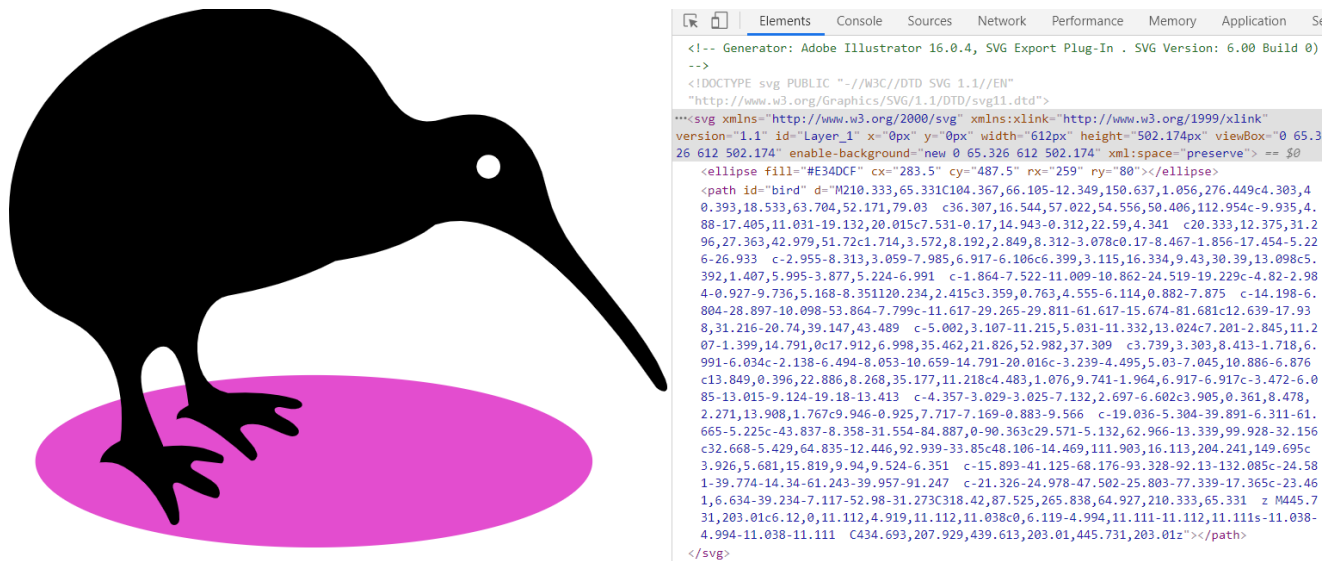 Elements Console Sources Network Performance Memory Application Se
<!-- Generator: Adobe Illustrator 16.0.4, SVG Export Plug-In . SVG Version: 6.00 Build 0)
-->
<!DOCTYPE svg PUBLIC "-//W3C//DTD SVG 1.1//EN"
"http://www.w3.org/Graphics/SVG/1.1/DTD/svg11.dtd">
…<svg xmlns="http://www.w3.org/2000/svg" xmlns:xlink="http://www.w3.org/1999/xlink"
version="1.1" id="Layer_1" x="0px" y="0px" width="612px" height="502.174px" viewBox="0 65.3
26 612 502.174" enable-background="new 0 65.326 612 502.174" xml:space="preserve"> == $0
<ellipse fill="#E34DCF" cx="283.5" cy="487.5" rx="259" ry="80"></ellipse>
<path id="bird" d="M210.333,65.331C104.367,66.105-12.349,150.637,1.056,276.449c4.303,4
0.393,18.533,63.704,52.171,79.03 c36.307,16.544,57.022,54.556,50.406,112.954c-9.935,4.
88-17.405,11.031-19.132,20.015c7.531-0.17,14.943-0.312,22.59,4.341 c20.333,12.375,31.2
96,27.363,42.979,51.72c1.714,3.572,8.192,2.849,8.312-3.078c0.17-8.467-1.856-17.454-5.22
6-26.933 c-2.955-8.313,3.059-7.985,6.917-6.106c6.399,3.115,16.334,9.43,30.39,13.098c5.
392,1.407,5.995-3.877,5.224-6.991 c-1.864-7.522-11.009-10.862-24.519-19.229c-4.82-2.98
4-0.927-9.736,5.168-8.351l20.234,2.415c3.359,0.763,4.555-6.114,0.882-7.875 c-14.198-6.
804-28.897-10.098-53.864-7.799c-11.617-29.265-29.811-61.617-15.674-81.681c12.639-17.93
8,31.216-20.74,39.147,43.489 c-5.002,3.107-11.215,5.031-11.332,13.024c7.201-2.845,11.2
07-1.399,14.791,0c17.912,6.998,35.462,21.826,52.982,37.309 c3.739,3.303,8.413-1.718,6.
991-6.034c-2.138-6.494-8.053-10.659-14.791-20.016c-3.239-4.495,5.03-7.045,10.886-6.876
c13.849,0.396,22.886,8.268,35.177,11.218c4.483,1.076,9.741-1.964,6.917-6.917c-3.472-6.0
85-13.015-9.124-19.18-13.413 c-4.357-3.029-3.025-7.132,2.697-6.602c3.905,0.361,8.478,
2.271,13.908,1.767c9.946-0.925,7.717-7.169-0.883-9.566 c-19.036-5.304-39.891-6.311-61.
665-5.225c-43.837-8.358-31.554-84.887,0-90.363c29.571-5.132,62.966-13.339,99.928-32.156
c32.668-5.429,64.835-12.446,92.939-33.85c48.106-14.469,111.903,16.113,204.241,149.695c
3.926,5.681,15.819,9.94,9.524-6.351 c-15.893-41.125-68.176-93.328-92.13-132.085c-24.58
1-39.774-14.34-61.243-39.957-91.247 c-21.326-24.978-47.502-25.803-77.339-17.365c-23.46
1,6.634-39.234-7.117-52.98-31.273C318.42,87.525,265.838,64.927,210.333,65.331 z M445.7
31,203.01c6.12,0,11.112,4.919,11.112,11.038c0,6.119-4.994,11.111-11.112,11.111s-11.038-
4.994-11.038-11.111 C434.693,207.929,439.613,203.01,445.731,203.01z"></path>
</svg>